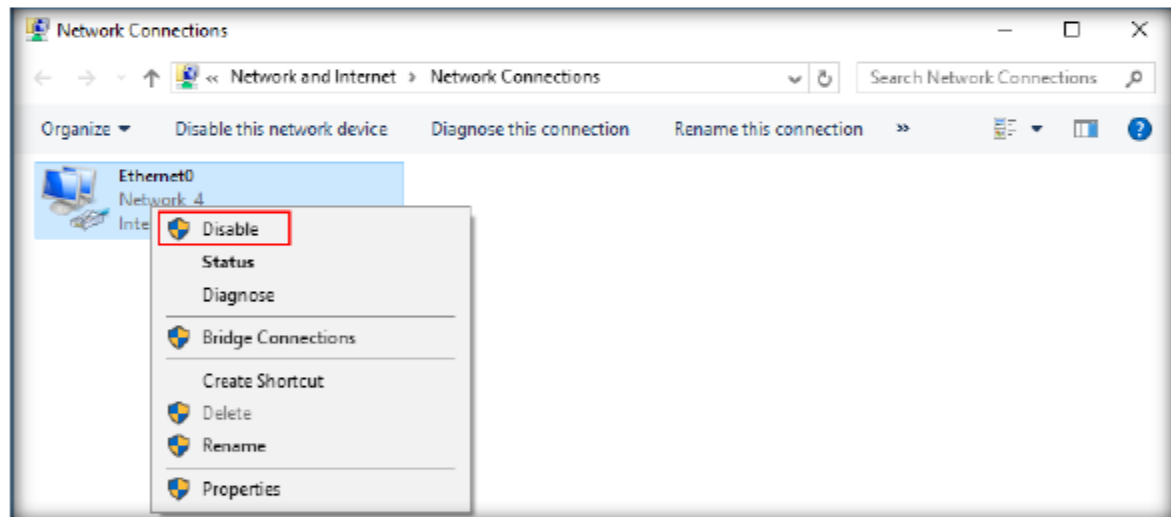 Network Connections
« Network and Internet › Network Connections
Search Network Connections
Organize Disable this network device Diagnose this connection Rename this connection »
Ethernet0
Network 4
Inte
Disable
Status
Diagnose
Bridge Connections
Create Shortcut
Delete
Rename
Properties